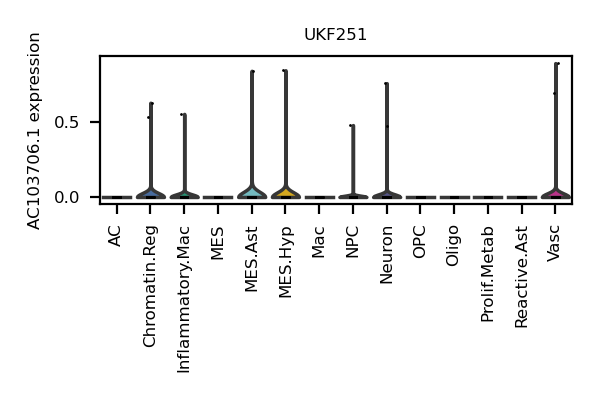 UKF251
AC103706.1 expression
0.5
0.0
AC
Chromatin.Reg
Inflammatory.Mac
MES
MES.Ast
MES.Hyp
Mac
NPC
Neuron
OPC
Oligo
Prolif.Metab
Reactive.Ast
Vasc